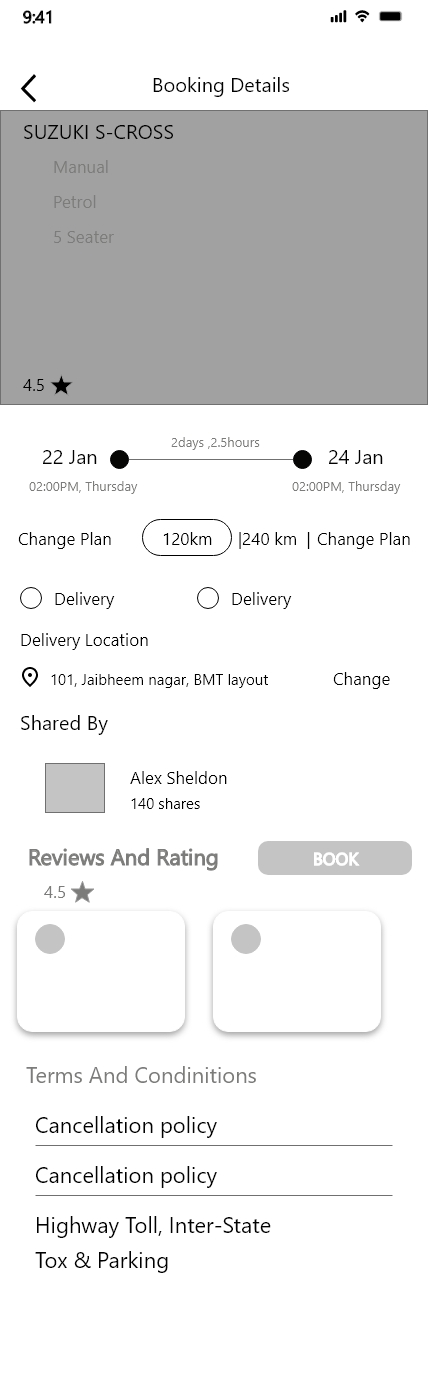 9:41
Booking Details
SUZUKI S-CROSS
Manual
Petrol
5 Seater
4.5
2days ,2.5hours
22 Jan 24 Jan
02:00PM, Thursday 02:00PM, Thursday
Change Plan 120km |240 km | Change Plan
Delivery Delivery
Delivery Location
101, Jaibheem nagar, BMT layout Change
Shared By
Alex Sheldon
140 shares
Reviews And Rating BOOK
4.5
Terms And Condinitions
Cancellation policy
Cancellation policy
Highway Toll, Inter-State
Tox & Parking